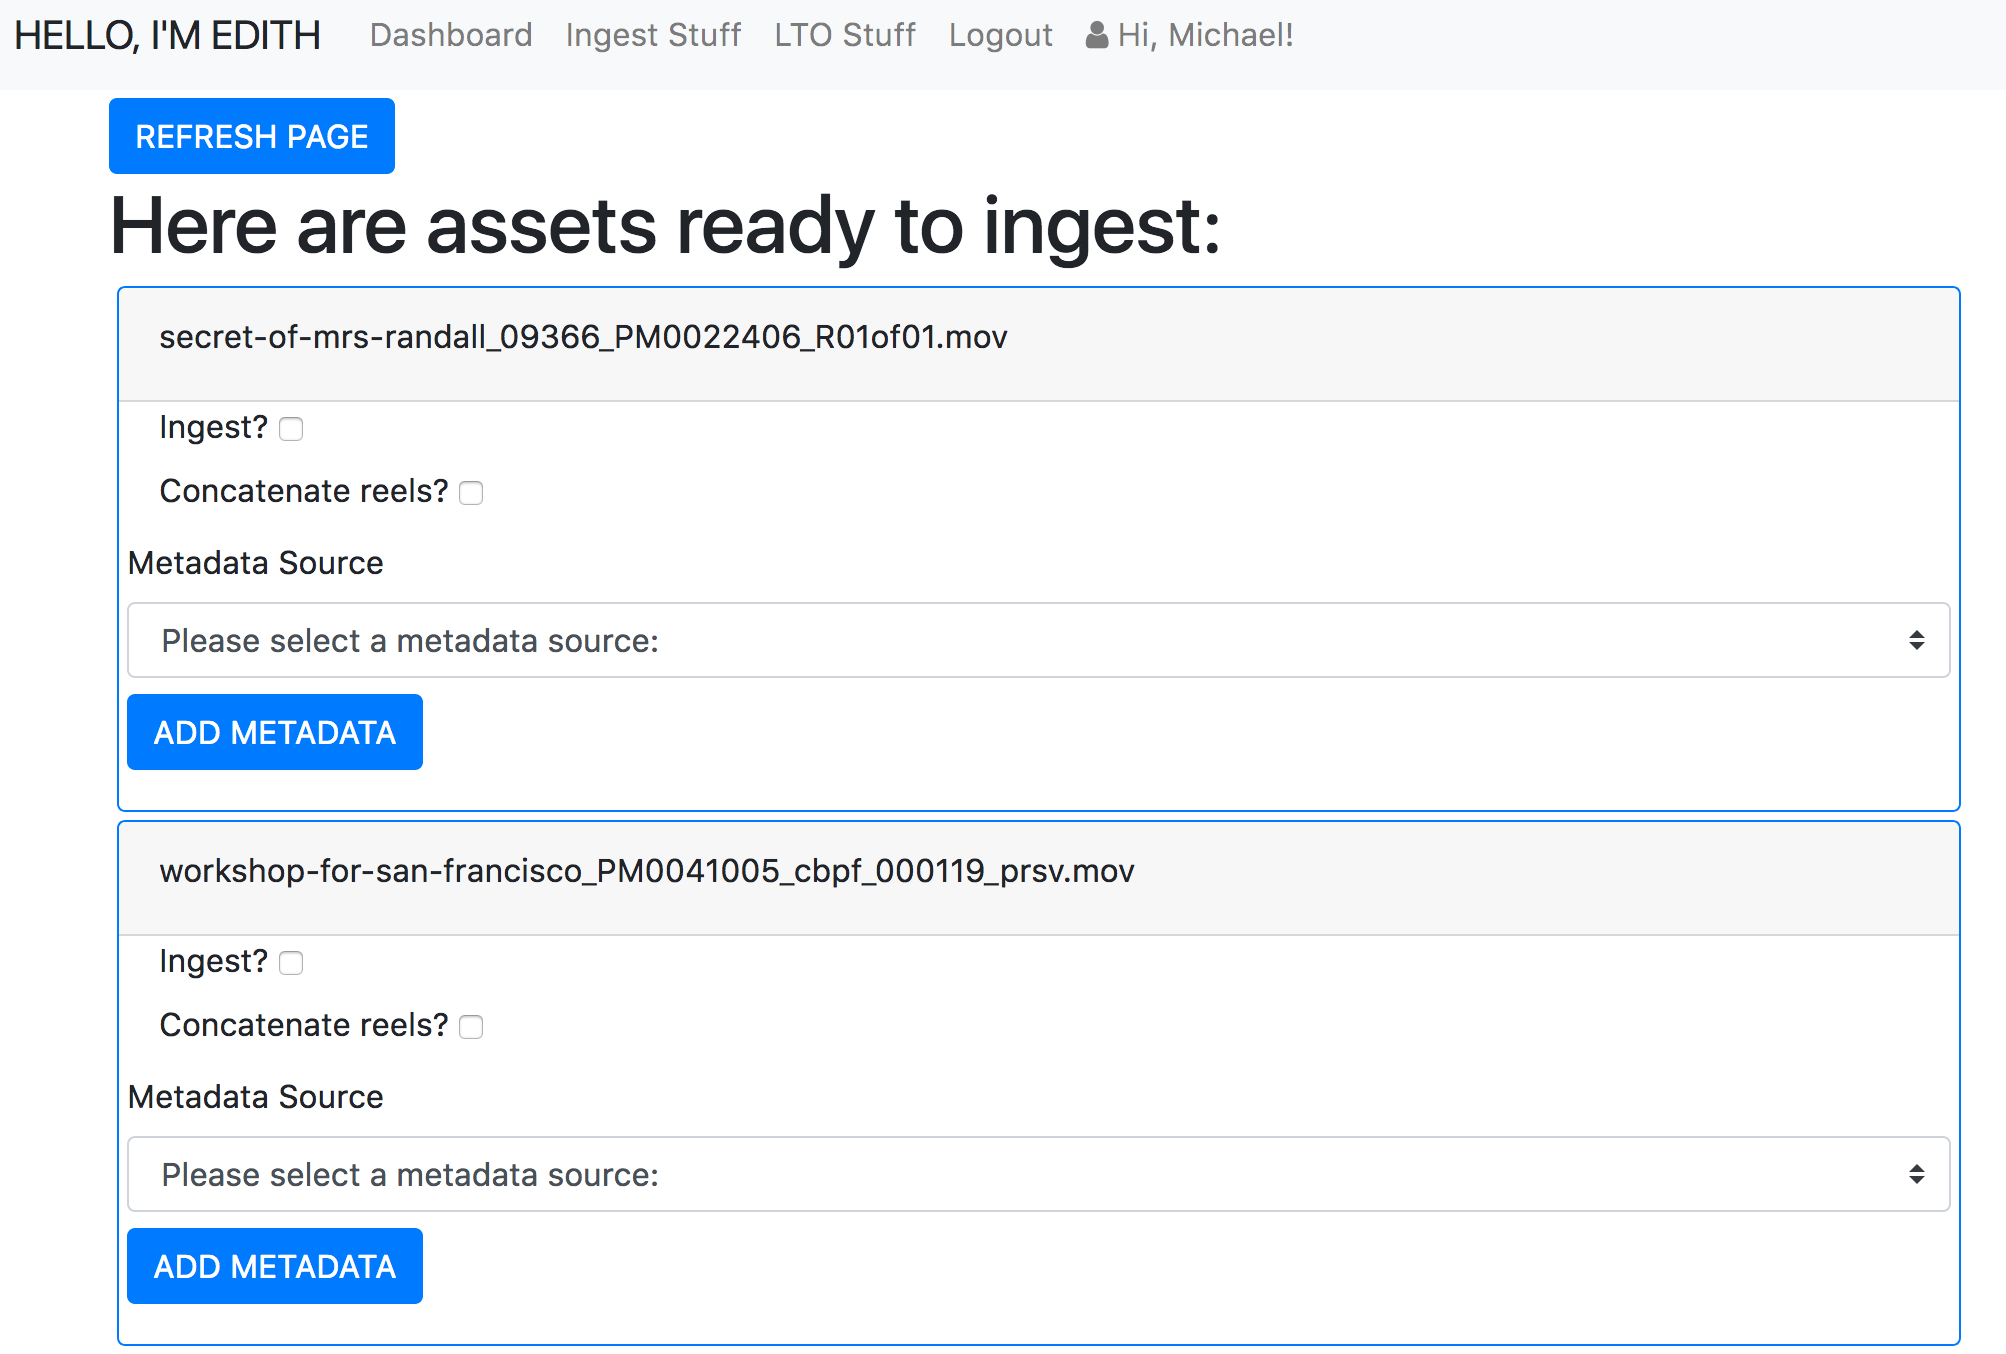 HELLO, I'M EDITH Dashboard Ingest Stuff LTO Stuff Logout Hi, Michael!
REFRESH PAGE
Here are assets ready to ingest:
secret-of-mrs-randall_09366_PM0022406_R01of01.mov
Ingest?
Concatenate reels?
Metadata Source
Please select a metadata source:
ADD METADATA
workshop-for-san-francisco_PM0041005_cbpf_000119_prsv.mov
Ingest?
Concatenate reels?
Metadata Source
Please select a metadata source:
ADD METADATA